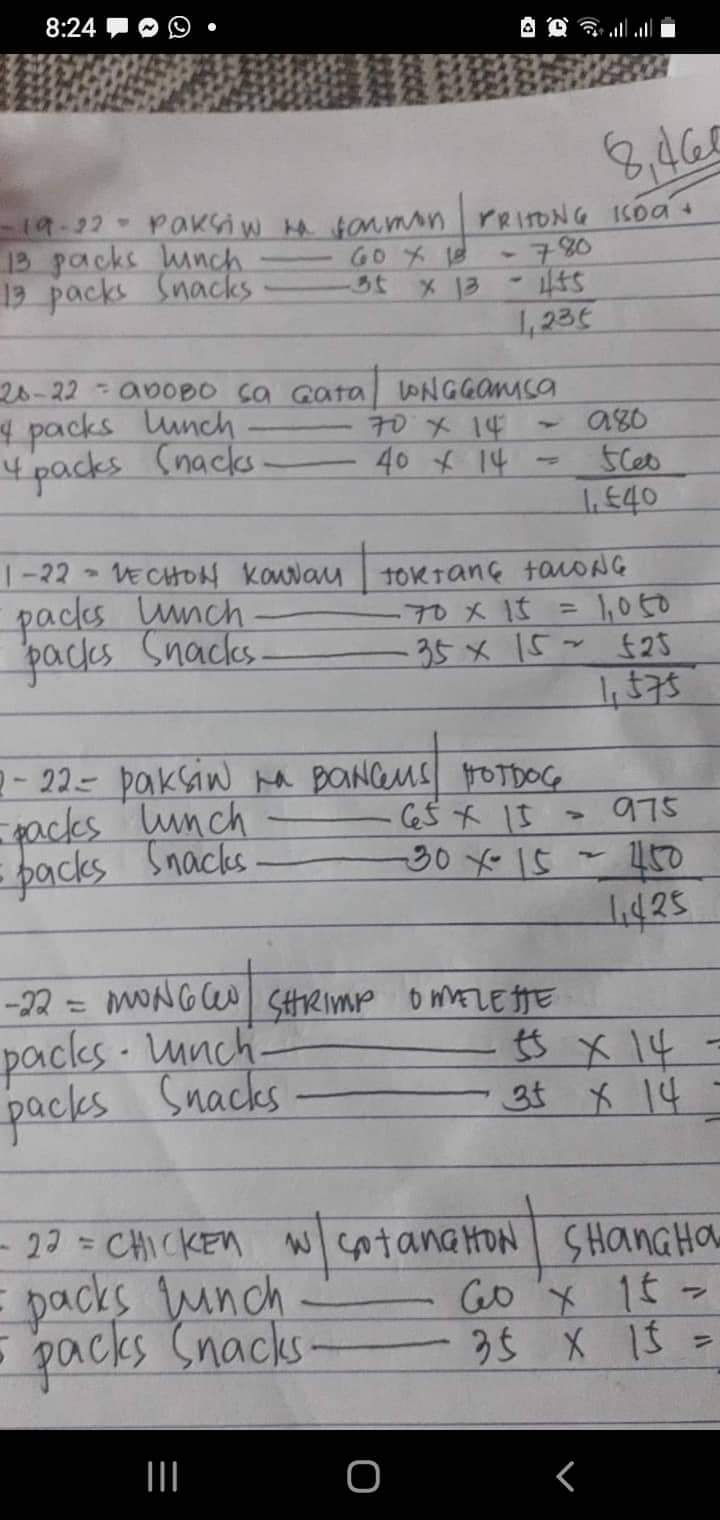 8:24
8,460
-19-22 = PAKSIW NA / PRITONG ISDA
13 packs lunch — 60 x 13 - 780
13 packs Snacks — 35 x 13 - 455
1,235
20-22 = ADOBO SA GATA / LONGGANISA
4 packs lunch — 70 x 14 - 980
4 packs Snacks — 40 x 14 = 560
1,540
1-22 = LECHON KAWALI / TORTANG TALONG
packs lunch — 70 x 15 = 1,050
packs Snacks — 35 x 15 - 525
1,575
- 22 = PAKSIW NA BANGUS / HOTDOG
packs lunch — 65 x 15 = 975
packs Snacks — 30 x 15 - 450
1,425
-22 = MONGGO / SHRIMP OMELETTE
packs. lunch — 55 x 14 -
packs Snacks — 35 x 14 -
- 22 = CHICKEN W/ SOTANGHON / SHANGHA
packs lunch — 60 x 15 =
5 packs Snacks — 35 x 15 =